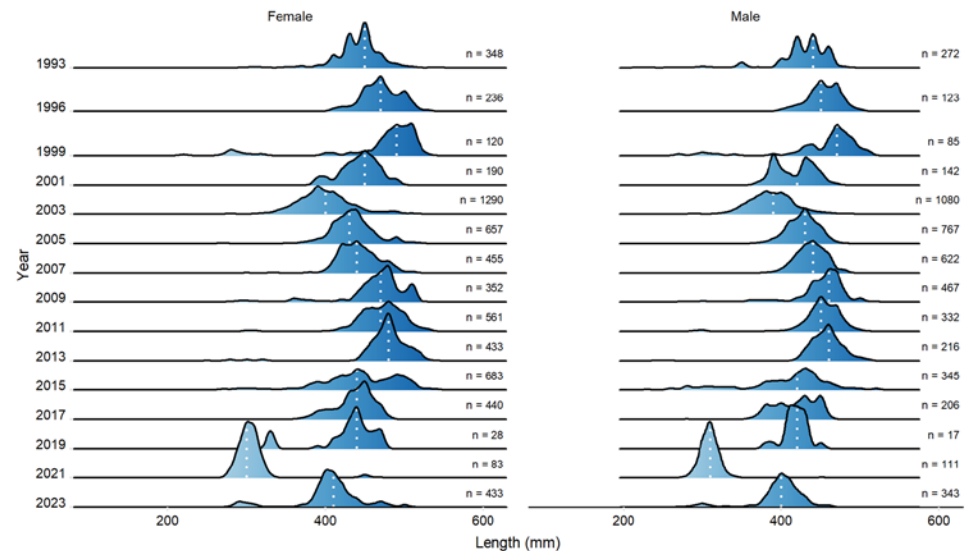 Female Male
1993 n = 348 n = 272
1996 n = 236 n = 123
1999 n = 120 n = 85
2001 n = 190 n = 142
2003 n = 1290 n = 1080
2005 n = 657 n = 767
2007 n = 455 n = 622
2009 n = 352 n = 467
2011 n = 561 n = 332
2013 n = 433 n = 216
2015 n = 683 n = 345
2017 n = 440 n = 206
2019 n = 28 n = 17
2021 n = 83 n = 111
2023 n = 433 n = 343
Year
200 400 600 200 400 600
Length (mm)